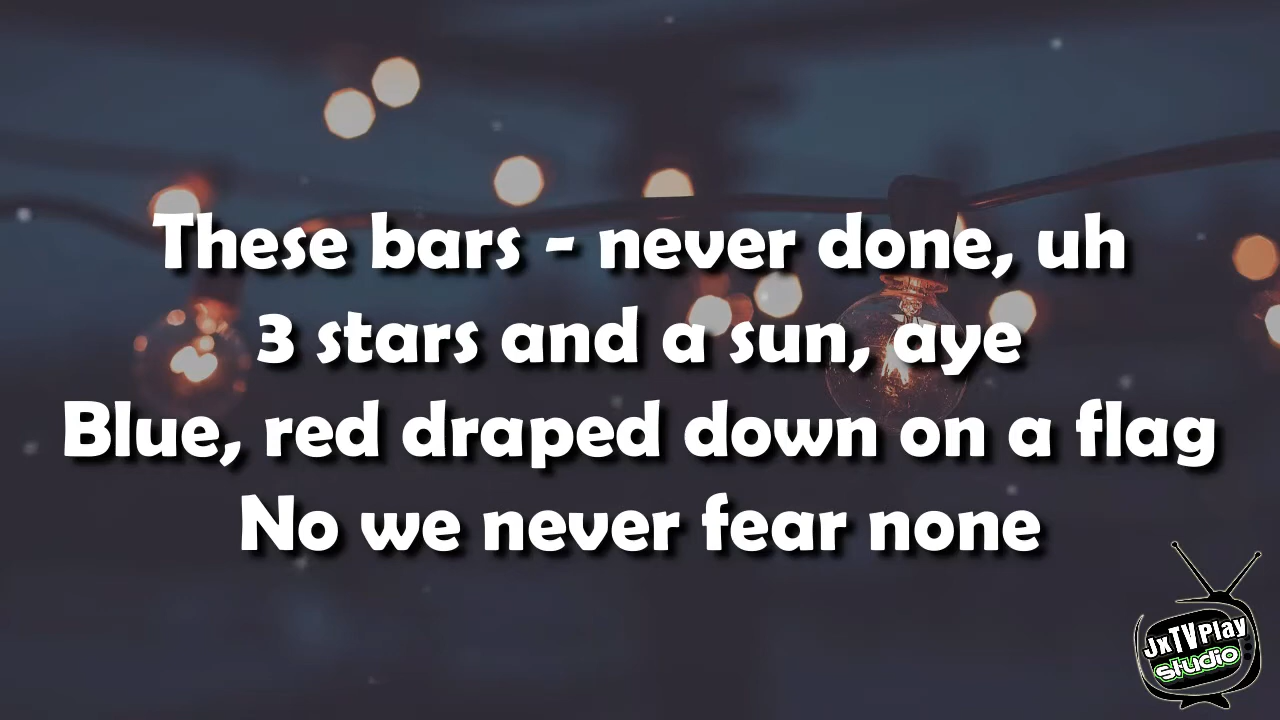 These bars - never done, uh
3 stars and a sun, aye
Blue, red draped down on a flag
No we never fear none
JxTVPlay
studio